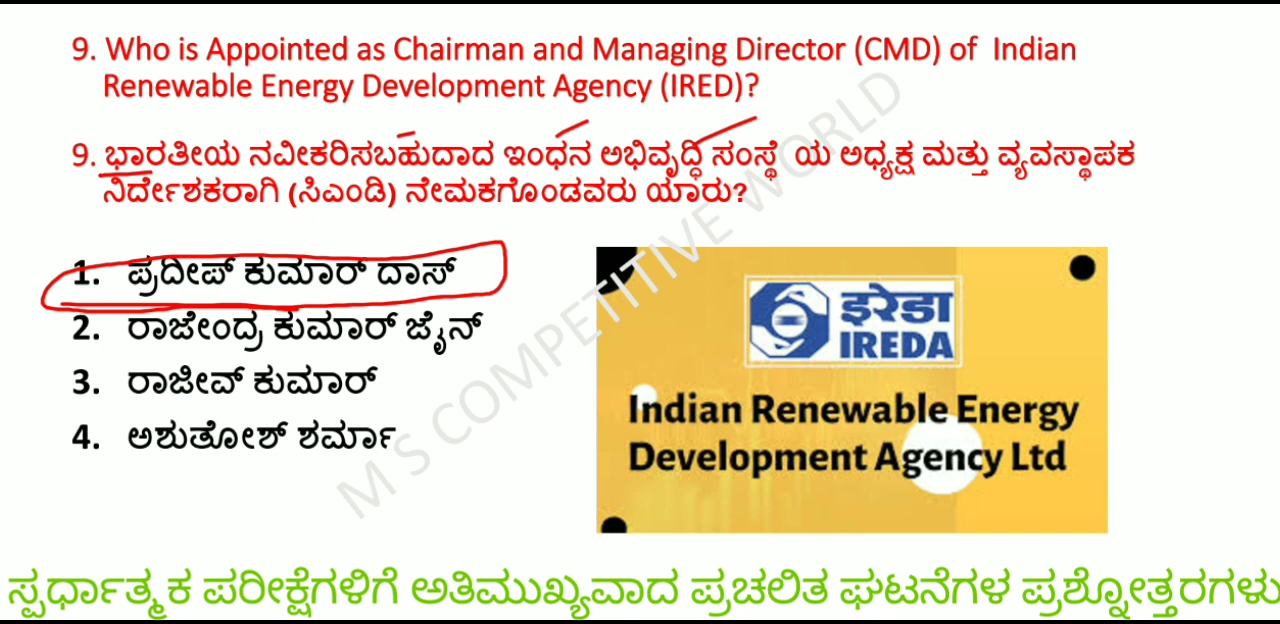 9. Who is Appointed as Chairman and Managing Director (CMD) of Indian
Renewable Energy Development Agency (IRED)?
9. ಭಾರತೀಯ ನವೀಕರಿಸಬಹುದಾದ ಇಂಧನ ಅಭಿವೃದ್ಧಿ ಸಂಸ್ಥೆ ಯ ಅಧ್ಯಕ್ಷ ಮತ್ತು ವ್ಯವಸ್ಥಾಪಕ
ನಿರ್ದೇಶಕರಾಗಿ (ಸಿಎಂಡಿ) ನೇಮಕಗೊಂಡವರು ಯಾರು?
1. ಪ್ರದೀಪ್ ಕುಮಾರ್ ದಾಸ್
2. ರಾಜೇಂದ್ರ ಕುಮಾರ್ ಜೈನ್
3. ರಾಜೀವ್ ಕುಮಾರ್
4. ಅಶುತೋಶ್ ಶರ್ಮಾ
इरेडा
IREDA
Indian Renewable Energy
Development Agency Ltd
M S COMPETITIVE WORLD
ಸ್ಪರ್ಧಾತ್ಮಕ ಪರೀಕ್ಷೆಗಳಿಗೆ ಅತಿಮುಖ್ಯವಾದ ಪ್ರಚಲಿತ ಘಟನೆಗಳ ಪ್ರಶ್ನೋತ್ತರಗಳು